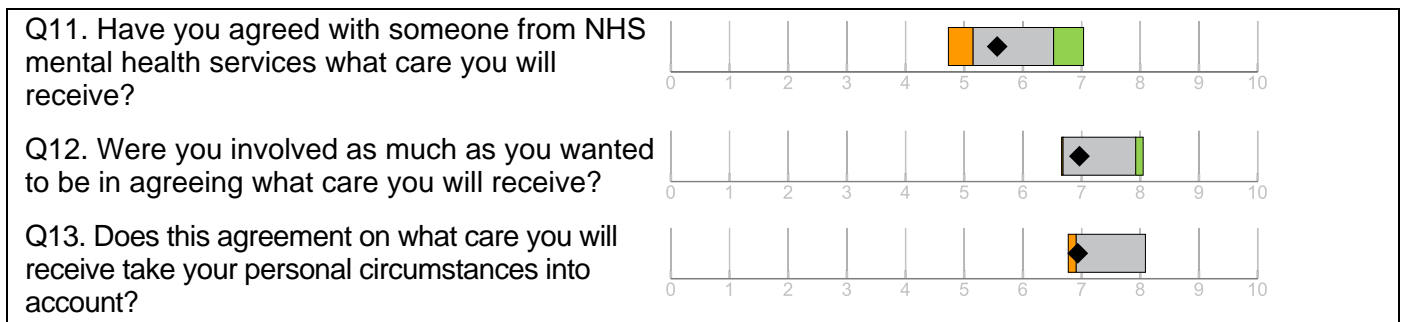 Q11. Have you agreed with someone from NHS
mental health services what care you will
receive?
0 1 2 3 4 5 6 7 8 9 10
Q12. Were you involved as much as you wanted
to be in agreeing what care you will receive?
0 1 2 3 4 5 6 7 8 9 10
Q13. Does this agreement on what care you will
receive take your personal circumstances into
account?
0 1 2 3 4 5 6 7 8 9 10